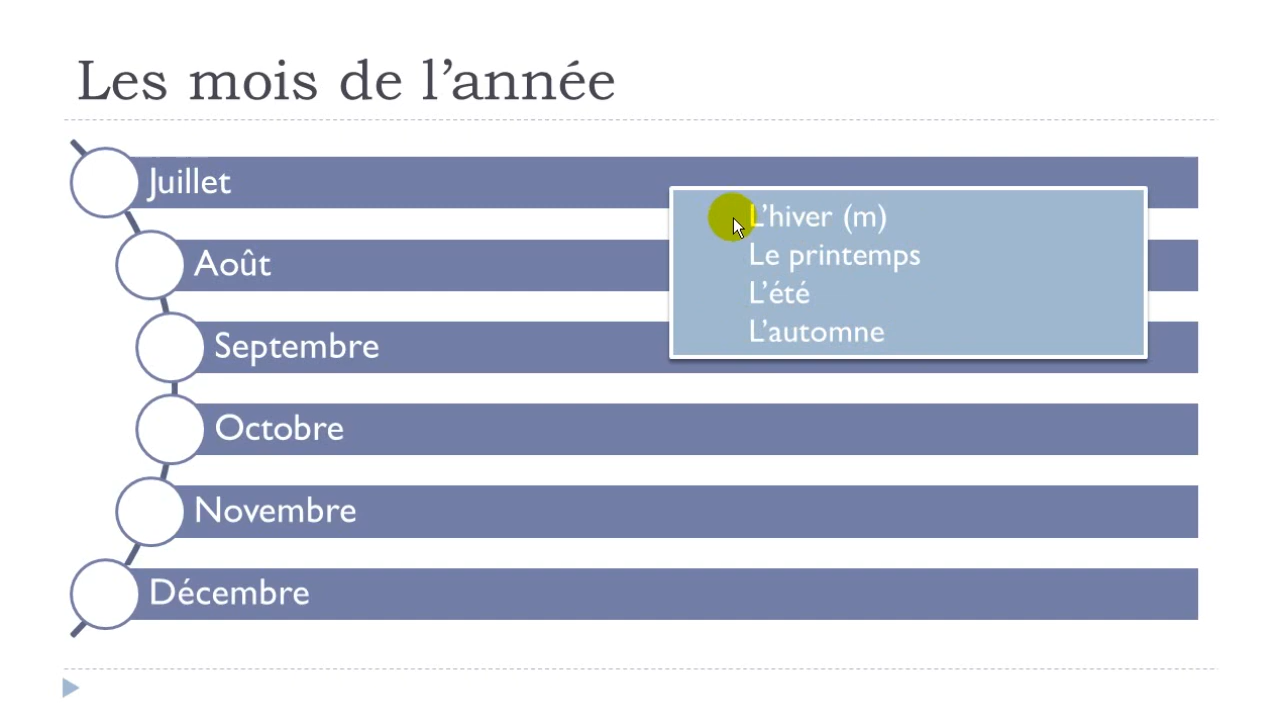 Les mois de l’année
Juillet
Août
Septembre
Octobre
Novembre
Décembre
L’hiver (m)
Le printemps
L’été
L’automne